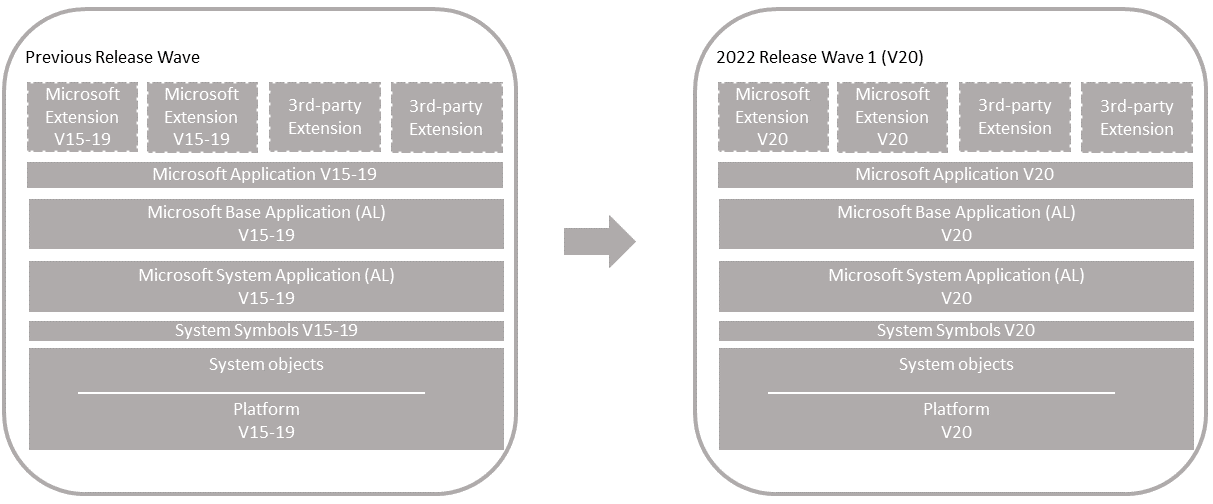 Previous Release Wave
Microsoft
Extension
V15-19
Microsoft
Extension
V15-19
3rd-party
Extension
3rd-party
Extension
Microsoft Application V15-19
Microsoft Base Application (AL)
V15-19
Microsoft System Application (AL)
V15-19
System Symbols V15-19
System objects
Platform
V15-19
2022 Release Wave 1 (V20)
Microsoft
Extension
V20
Microsoft
Extension
V20
3rd-party
Extension
3rd-party
Extension
Microsoft Application V20
Microsoft Base Application (AL)
V20
Microsoft System Application (AL)
V20
System Symbols V20
System objects
Platform
V20